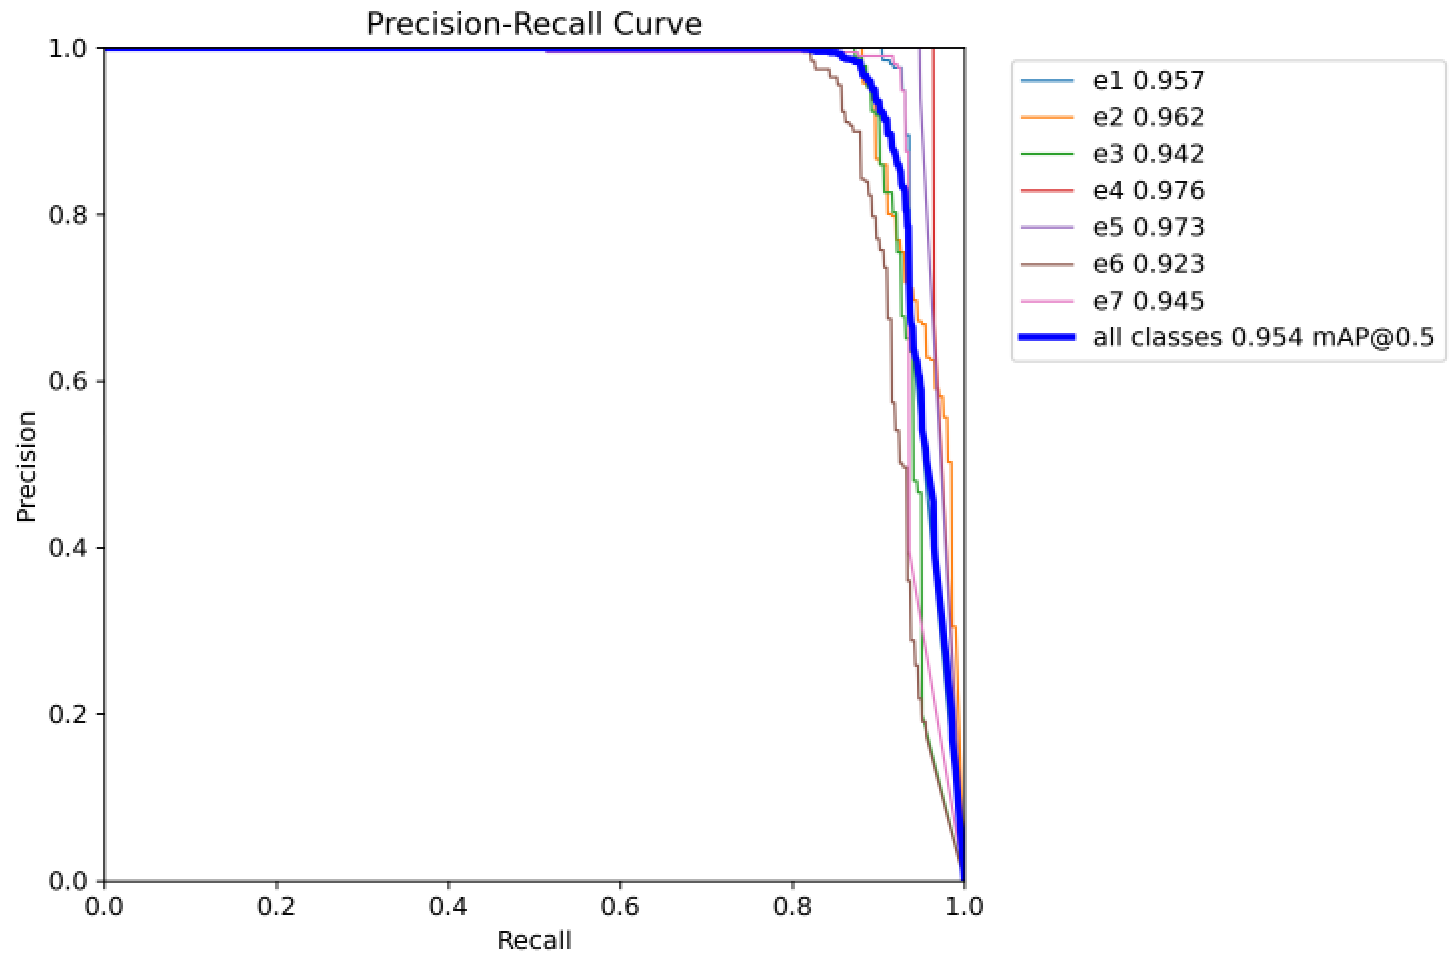 Precision-Recall Curve
1.0
0.8
0.6
0.4
0.2
0.0
Precision
0.0 0.2 0.4 0.6 0.8 1.0
Recall
e1 0.957
e2 0.962
e3 0.942
e4 0.976
e5 0.973
e6 0.923
e7 0.945
all classes 0.954 mAP@0.5